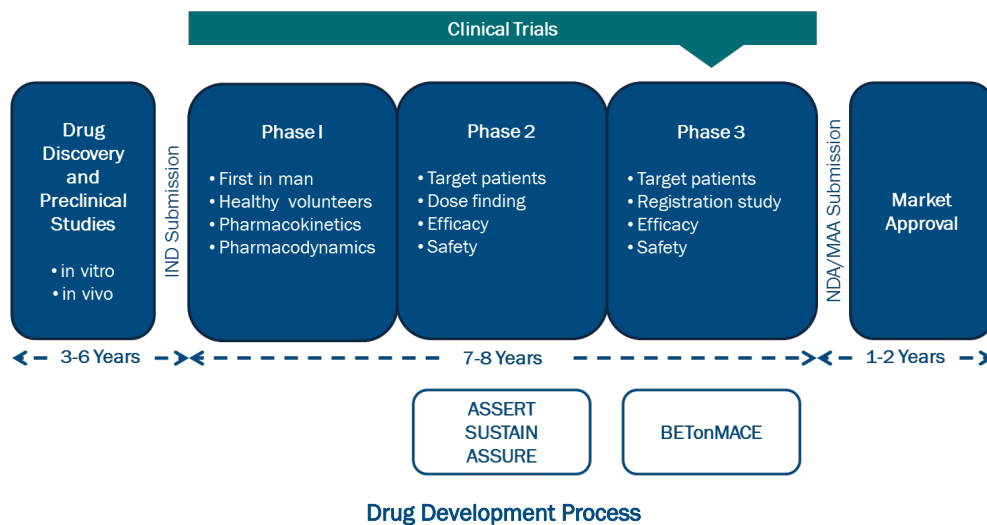 Clinical Trials
Drug
Discovery
and
Preclinical
Studies
• in vitro
• in vivo
IND Submission
Phase I
• First in man
• Healthy volunteers
• Pharmacokinetics
• Pharmacodynamics
Phase 2
• Target patients
• Dose finding
• Efficacy
• Safety
Phase 3
• Target patients
• Registration study
• Efficacy
• Safety
NDA/MAA Submission
Market
Approval
3-6 Years
7-8 Years
1-2 Years
ASSERT
SUSTAIN
ASSURE
BETonMACE
Drug Development Process